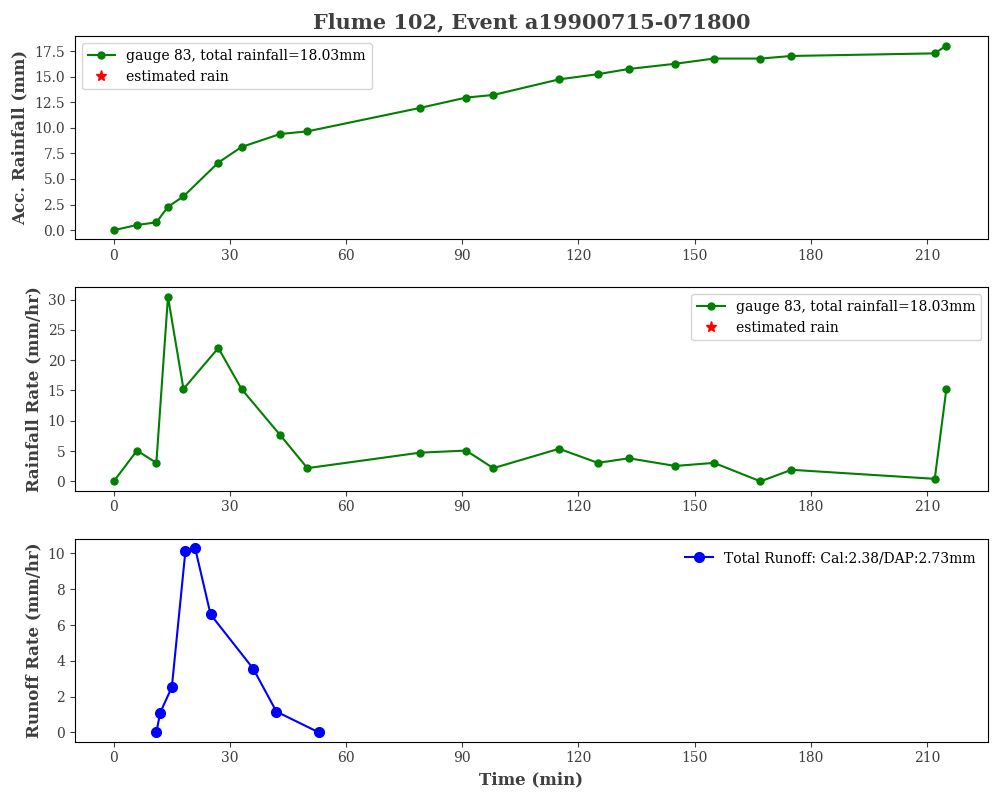 Flume 102, Event a19900715-071800
Acc. Rainfall (mm)
17.5
15.0
12.5
10.0
7.5
5.0
2.5
0.0
gauge 83, total rainfall=18.03mm
estimated rain
0 30 60 90 120 150 180 210
Rainfall Rate (mm/hr)
30
25
20
15
10
5
0
gauge 83, total rainfall=18.03mm
estimated rain
0 30 60 90 120 150 180 210
Runoff Rate (mm/hr)
10
8
6
4
2
0
Total Runoff: Cal:2.38/DAP:2.73mm
0 30 60 90 120 150 180 210
Time (min)